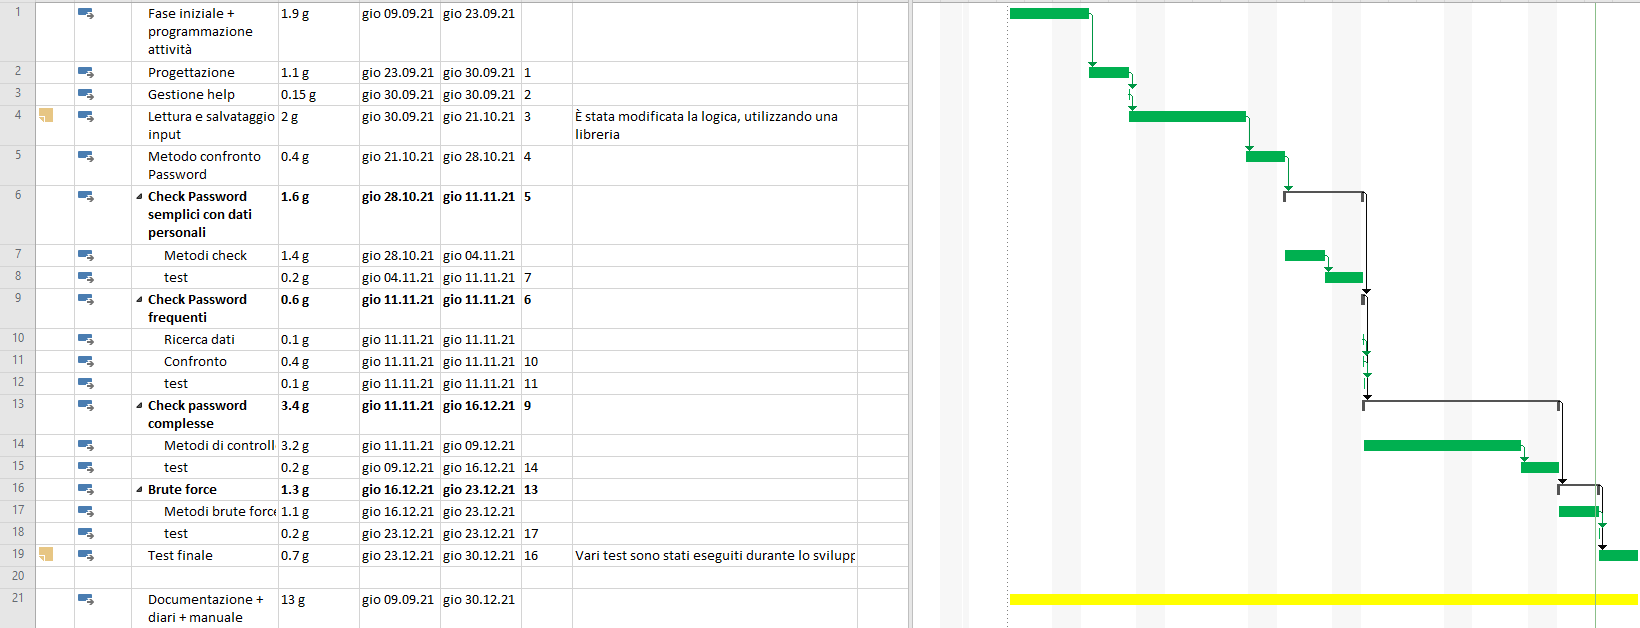 1 Fase iniziale + 1.9 g gio 09.09.21 gio 23.09.21
programmazione
attività
2 Progettazione 1.1 g gio 23.09.21 gio 30.09.21 1
3 Gestione help 0.15 g gio 30.09.21 gio 30.09.21 2
4 Lettura e salvataggio 2 g gio 30.09.21 gio 21.10.21 3 È stata modificata la logica, utilizzando una
input libreria
5 Metodo confronto 0.4 g gio 21.10.21 gio 28.10.21 4
Password
6 Check Password 1.6 g gio 28.10.21 gio 11.11.21 5
semplici con dati
personali
7 Metodi check 1.4 g gio 28.10.21 gio 04.11.21
8 test 0.2 g gio 04.11.21 gio 11.11.21 7
9 Check Password 0.6 g gio 11.11.21 gio 11.11.21 6
frequenti
10 Ricerca dati 0.1 g gio 11.11.21 gio 11.11.21
11 Confronto 0.4 g gio 11.11.21 gio 11.11.21 10
12 test 0.1 g gio 11.11.21 gio 11.11.21 11
13 Check password 3.4 g gio 11.11.21 gio 16.12.21 9
complesse
14 Metodi di controll 3.2 g gio 11.11.21 gio 09.12.21
15 test 0.2 g gio 09.12.21 gio 16.12.21 14
16 Brute force 1.3 g gio 16.12.21 gio 23.12.21 13
17 Metodi brute force 1.1 g gio 16.12.21 gio 23.12.21
18 test 0.2 g gio 23.12.21 gio 23.12.21 17
19 Test finale 0.7 g gio 23.12.21 gio 30.12.21 16 Vari test sono stati eseguiti durante lo svilupp
20
21 Documentazione + 13 g gio 09.09.21 gio 30.12.21
diari + manuale